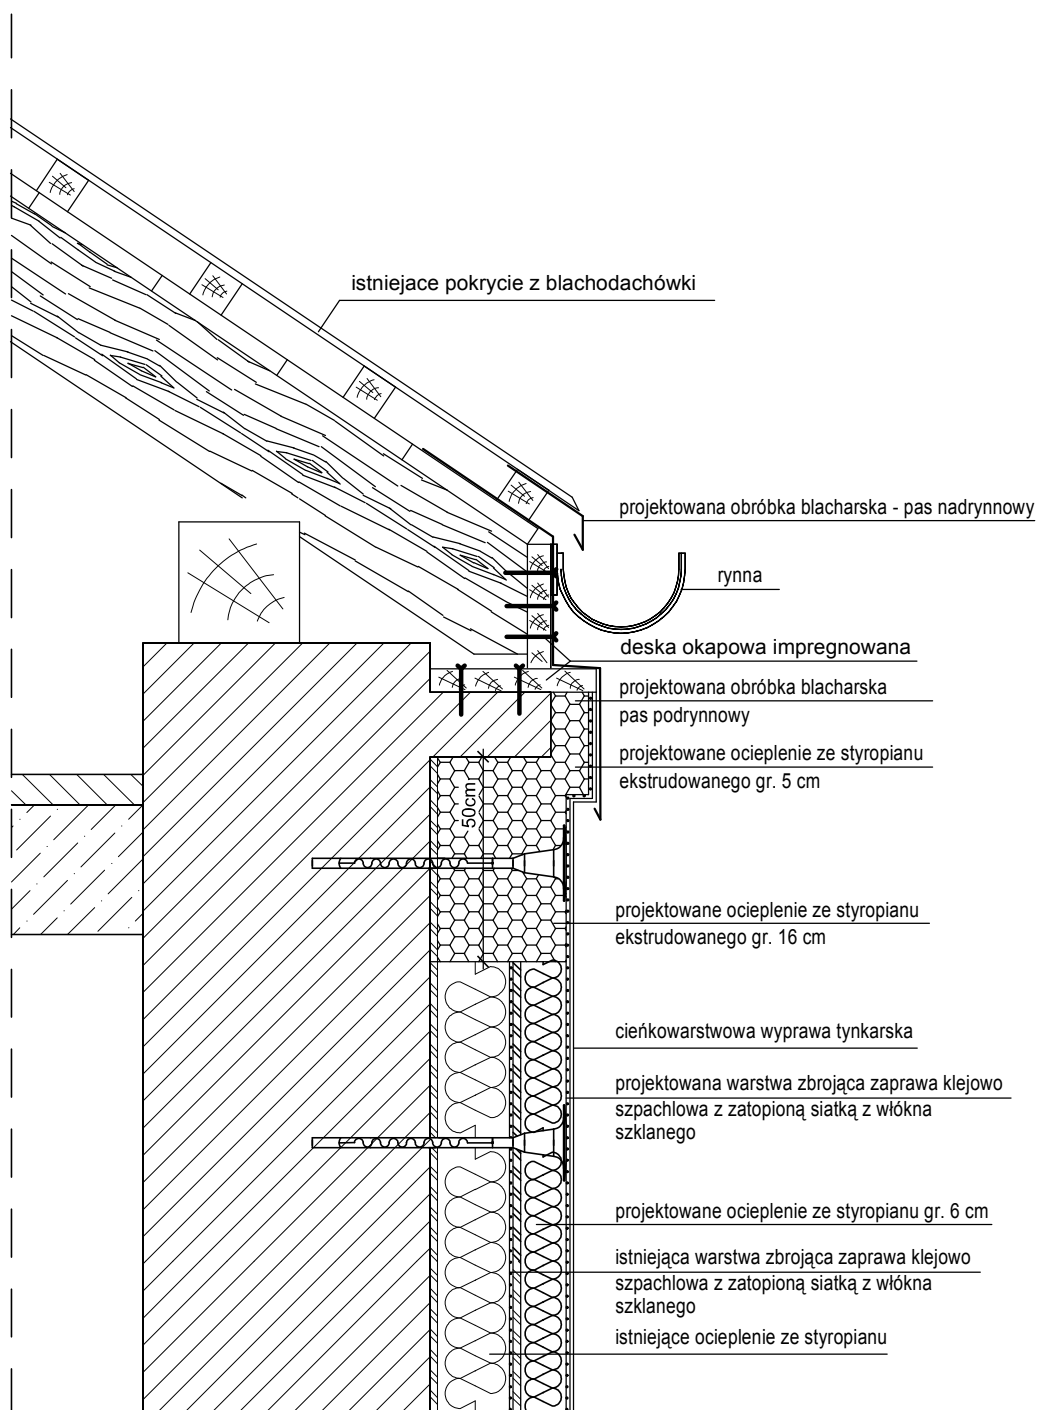 istniejace pokrycie z blachodachówki
projektowana obróbka blacharska - pas nadrynnowy
rynna
deska okapowa impregnowana
projektowana obróbka blacharska
pas podrynnowy
projektowane ocieplenie ze styropianu
ekstrudowanego gr. 5 cm
50cm
projektowane ocieplenie ze styropianu
ekstrudowanego gr. 16 cm
cieńkowarstwowa wyprawa tynkarska
projektowana warstwa zbrojąca zaprawa klejowo
szpachlowa z zatopioną siatką z włókna
szklanego
projektowane ocieplenie ze styropianu gr. 6 cm
istniejąca warstwa zbrojąca zaprawa klejowo
szpachlowa z zatopioną siatką z włókna
szklanego
istniejące ocieplenie ze styropianu